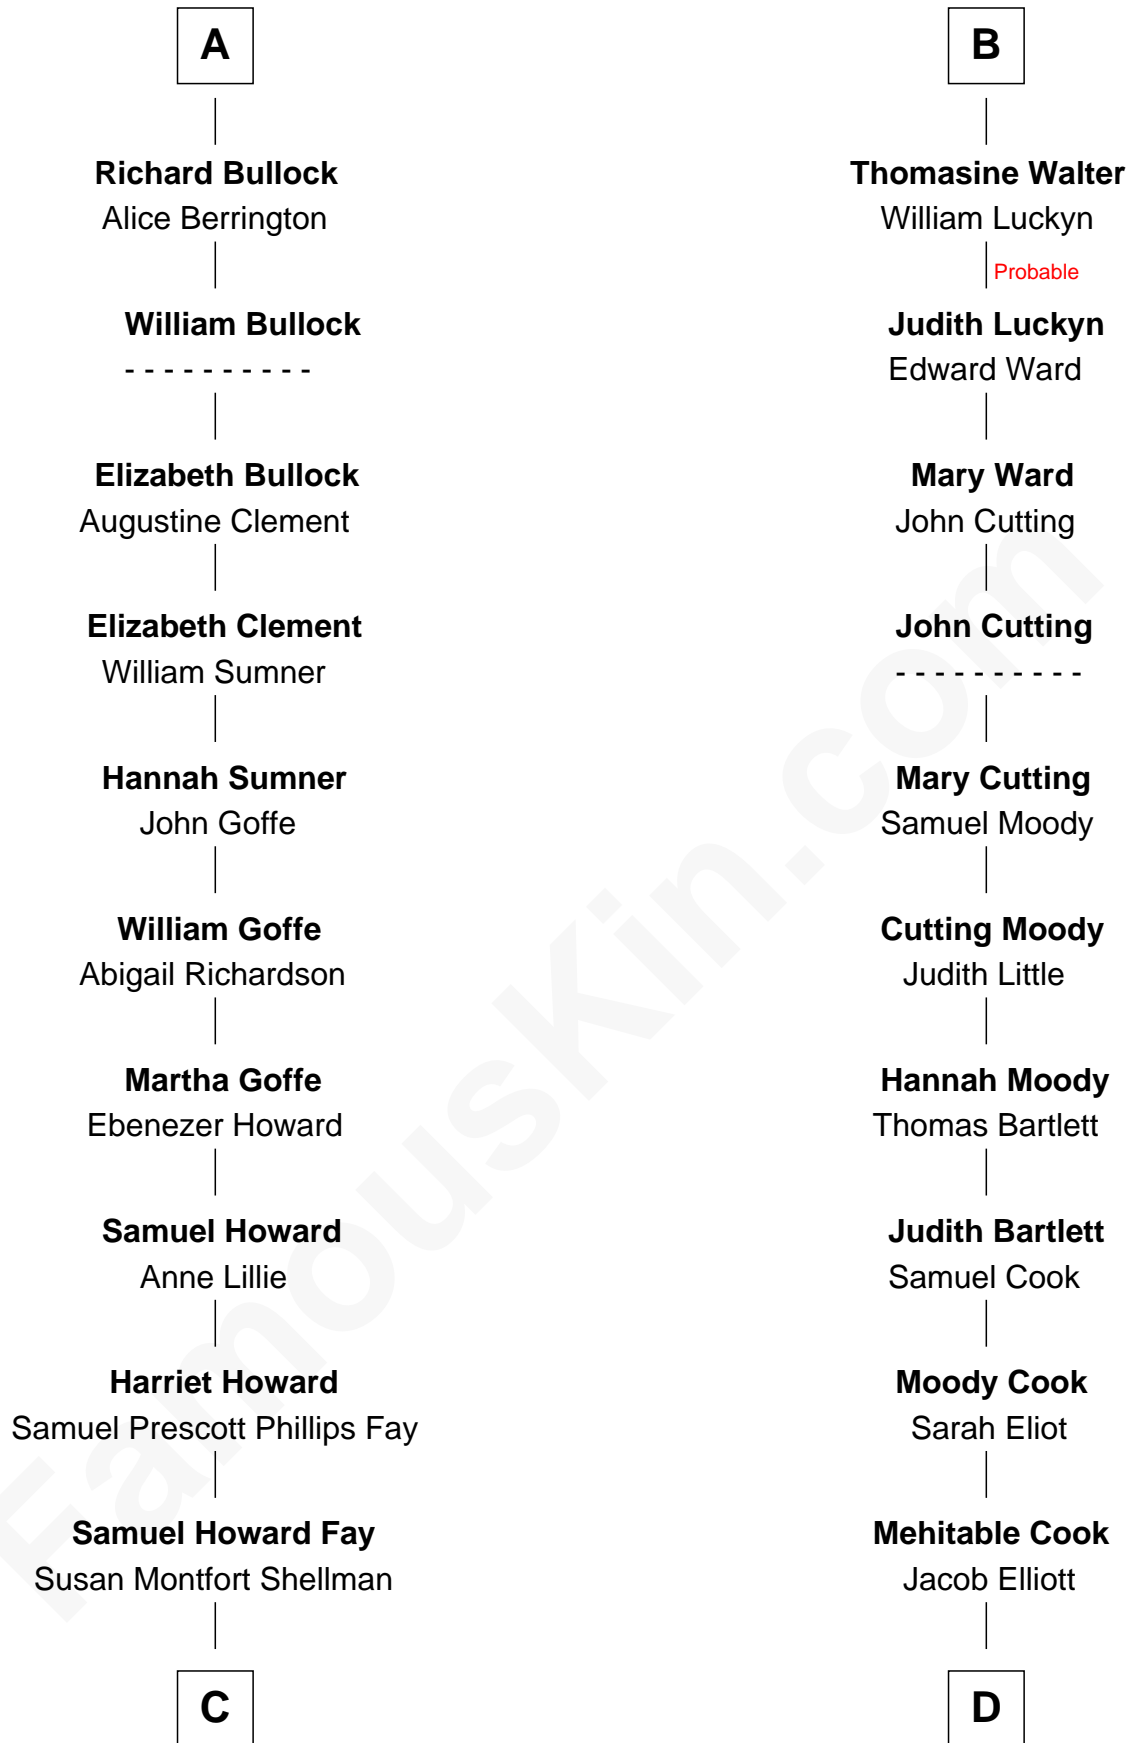 A
Richard Bullock
Alice Berrington
William Bullock
- - - - - - - - - -
Elizabeth Bullock
Augustine Clement
Elizabeth Clement
William Sumner
Hannah Sumner
John Goffe
William Goffe
Abigail Richardson
Martha Goffe
Ebenezer Howard
Samuel Howard
Anne Lillie
Harriet Howard
Samuel Prescott Phillips Fay
Samuel Howard Fay
Susan Montfort Shellman
C
B
Thomasine Walter
William Luckyn
Probable
Judith Luckyn
Edward Ward
Mary Ward
John Cutting
John Cutting
- - - - - - - - - -
Mary Cutting
Samuel Moody
Cutting Moody
Judith Little
Hannah Moody
Thomas Bartlett
Judith Bartlett
Samuel Cook
Moody Cook
Sarah Eliot
Mehitable Cook
Jacob Elliott
D
FamousKin.com